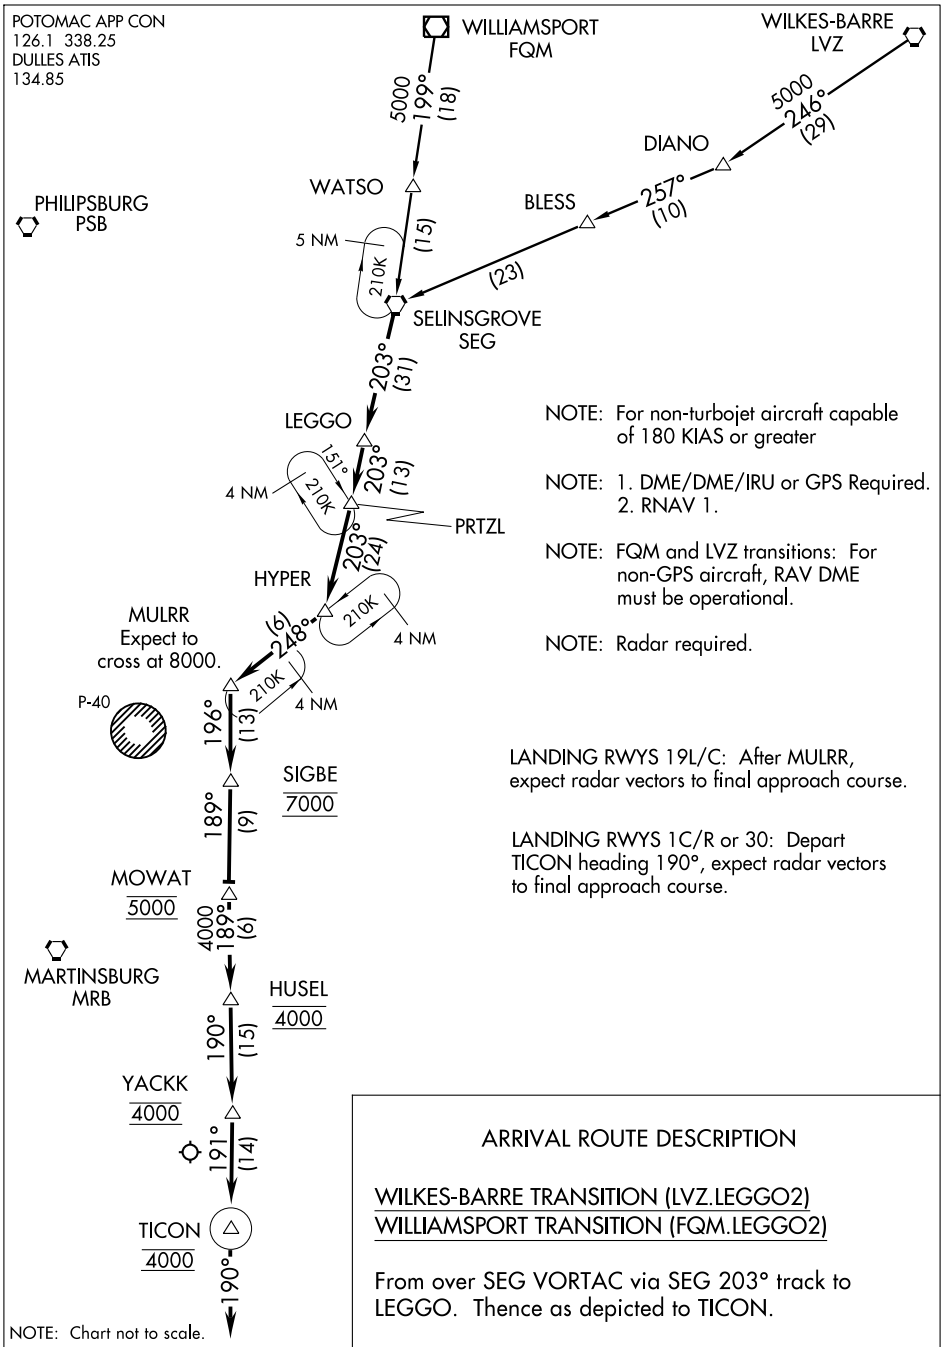 POTOMAC APP CON
126.1 338.25
DULLES ATIS
134.85
WILLIAMSPORT
FQM
WILKES-BARRE
LVZ
5000
199°
(18)
5000
246°
(29)
DIANO
WATSO
257°
(10)
BLESS
PHILIPSBURG
PSB
5 NM
210K
(15)
(23)
SELINSGROVE
SEG
203°
(31)
LEGGO
NOTE: For non-turbojet aircraft capable
of 180 KIAS or greater
151°
203°
(13)
4 NM
210K
NOTE: 1. DME/DME/IRU or GPS Required.
2. RNAV 1.
PRTZL
203°
(24)
NOTE: FQM and LVZ transitions: For
non-GPS aircraft, RAV DME
must be operational.
HYPER
210K
4 NM
(6)
248°
MULRR
Expect to
cross at 8000.
NOTE: Radar required.
210K
4 NM
P-40
196°
(13)
LANDING RWYS 19L/C: After MULRR,
expect radar vectors to final approach course.
SIGBE
7000
189°
(9)
LANDING RWYS 1C/R or 30: Depart
TICON heading 190°, expect radar vectors
to final approach course.
MOWAT
5000
4000
189°
(6)
MARTINSBURG
MRB
HUSEL
4000
190°
(15)
YACKK
4000
191°
(14)
TICON
4000
190°
NOTE: Chart not to scale.
ARRIVAL ROUTE DESCRIPTION
WILKES-BARRE TRANSITION (LVZ.LEGGO2)
WILLIAMSPORT TRANSITION (FQM.LEGGO2)
From over SEG VORTAC via SEG 203° track to
LEGGO. Thence as depicted to TICON.